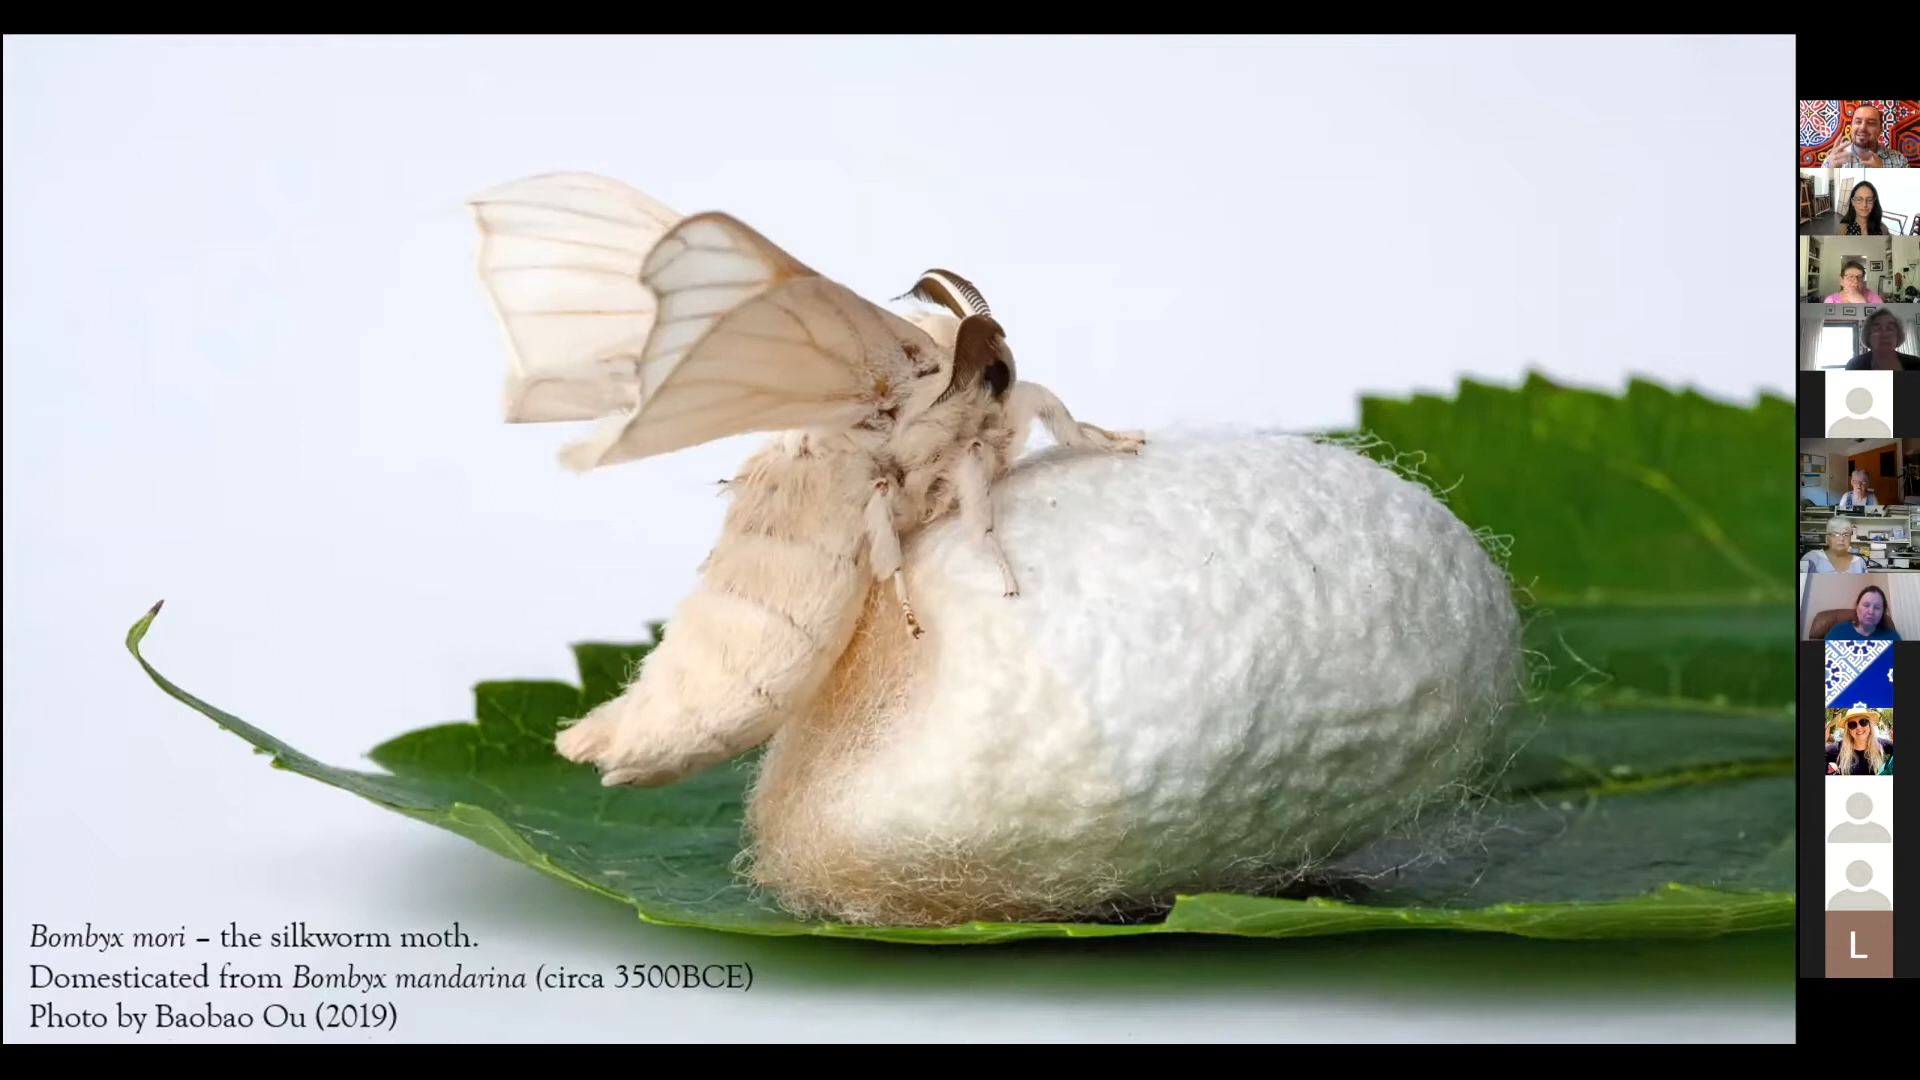 Bombyx mori – the silkworm moth.
Domesticated from Bombyx mandarina (circa 3500BCE)
Photo by Baobao Ou (2019)
L